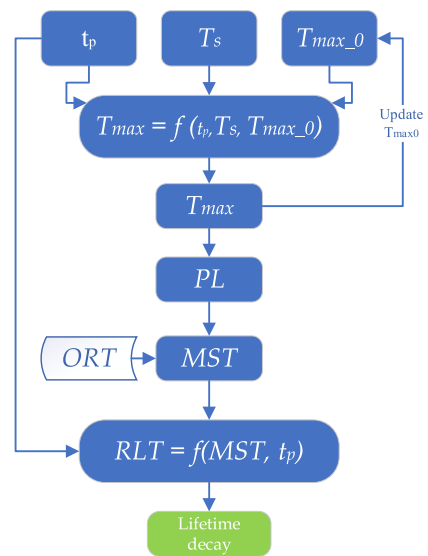 tp
Ts
Tmax_0
Tmax = f (tp,Ts, Tmax_0)
Update
Tmax0
Tmax
PL
ORT
MST
RLT = f(MST, tp)
Lifetime
decay